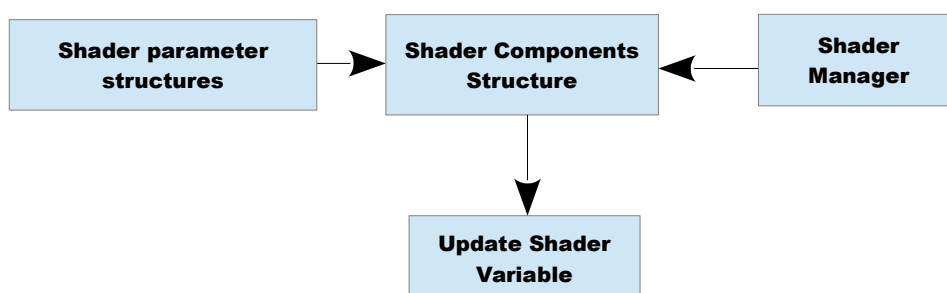 Shader parameter
structures
Shader Components
Structure
Shader
Manager
Update Shader
Variable